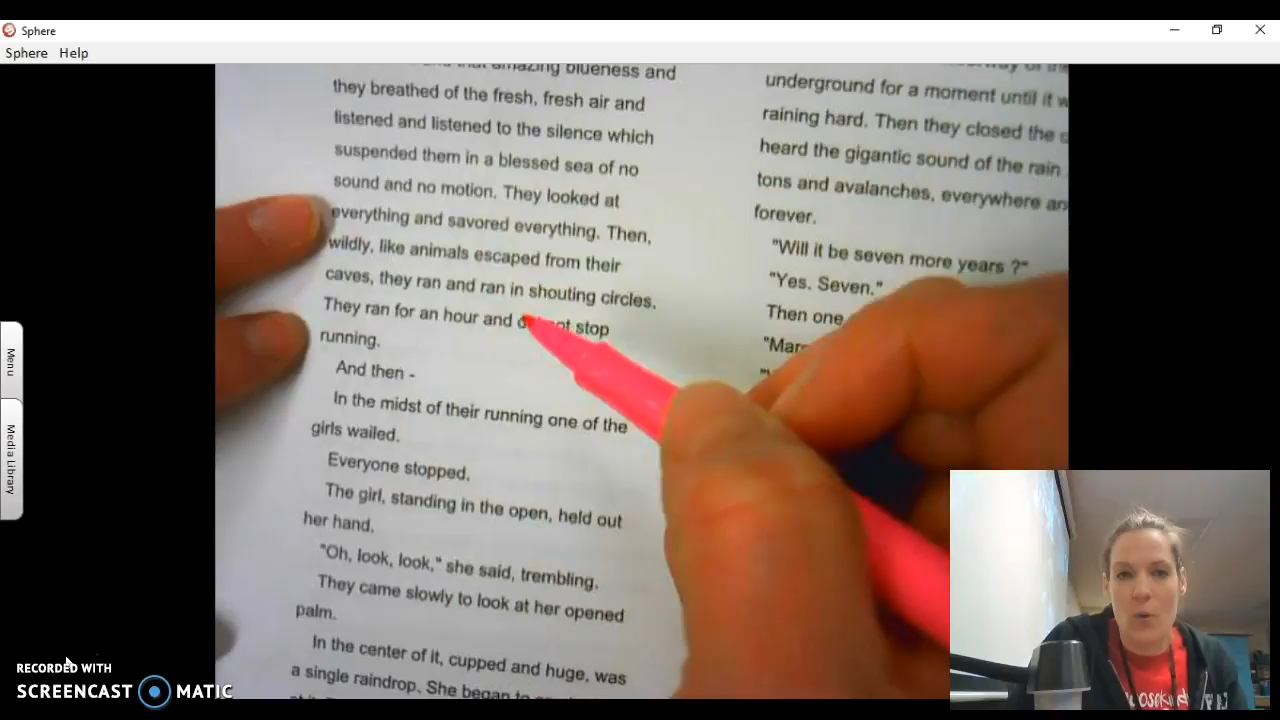 Sphere
Sphere Help
amazing blueness and
they breathed of the fresh, fresh air and
listened and listened to the silence which
suspended them in a blessed sea of no
sound and no motion. They looked at
everything and savored everything. Then,
wildly, like animals escaped from their
caves, they ran and ran in shouting circles.
They ran for an hour and stop
running.
And then -
In the midst of their running one of the
girls wailed.
Everyone stopped.
The girl, standing in the open, held out
her hand.
"Oh, look, look," she said, trembling.
They came slowly to look at her opened
palm.
In the center of it, cupped and huge, was
a single raindrop. She began to
underground for a moment until it
raining hard. Then they closed the
heard the gigantic sound of the rain
tons and avalanches, everywhere
forever.
"Will it be seven more years ?"
"Yes. Seven."
Then one
Menu
Media Library
RECORDED WITH
SCREENCAST MATIC